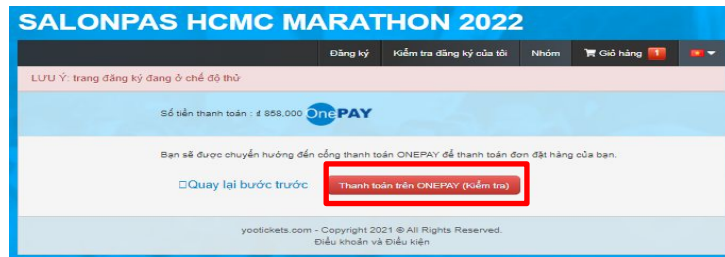 SALONPAS HCMC MARATHON 2022
Đăng ký Kiểm tra đăng ký của tôi Nhóm Giỏ hàng 1
LƯU Ý: trang đăng ký đang ở chế độ thử
Số tiền thanh toán : ₫ 858,000 OnePAY
Bạn sẽ được chuyển hướng đến cổng thanh toán ONEPAY để thanh toán đơn đặt hàng của bạn.
Quay lại bước trước Thanh toán trên ONEPAY (Kiểm tra)
yootickets.com - Copyright 2021 ® All Rights Reserved.
Điều khoản và Điều kiện